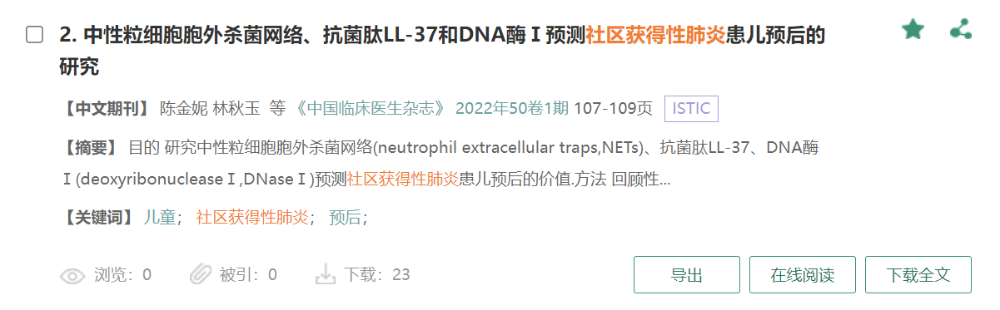 2. 中性粒细胞胞外杀菌网络、抗菌肽LL-37和DNA酶Ⅰ预测社区获得性肺炎患儿预后的
研究
【中文期刊】 陈金妮 林秋玉 等 《中国临床医生杂志》 2022年50卷1期 107-109页 ISTIC
【摘要】 目的 研究中性粒细胞胞外杀菌网络(neutrophil extracellular traps,NETs)、抗菌肽LL-37、DNA酶
Ⅰ(deoxyribonucleaseⅠ,DNaseⅠ)预测社区获得性肺炎患儿预后的价值.方法 回顾性...
【关键词】 儿童； 社区获得性肺炎； 预后；
浏览：0 被引：0 下载：23 导出 在线阅读 下载全文